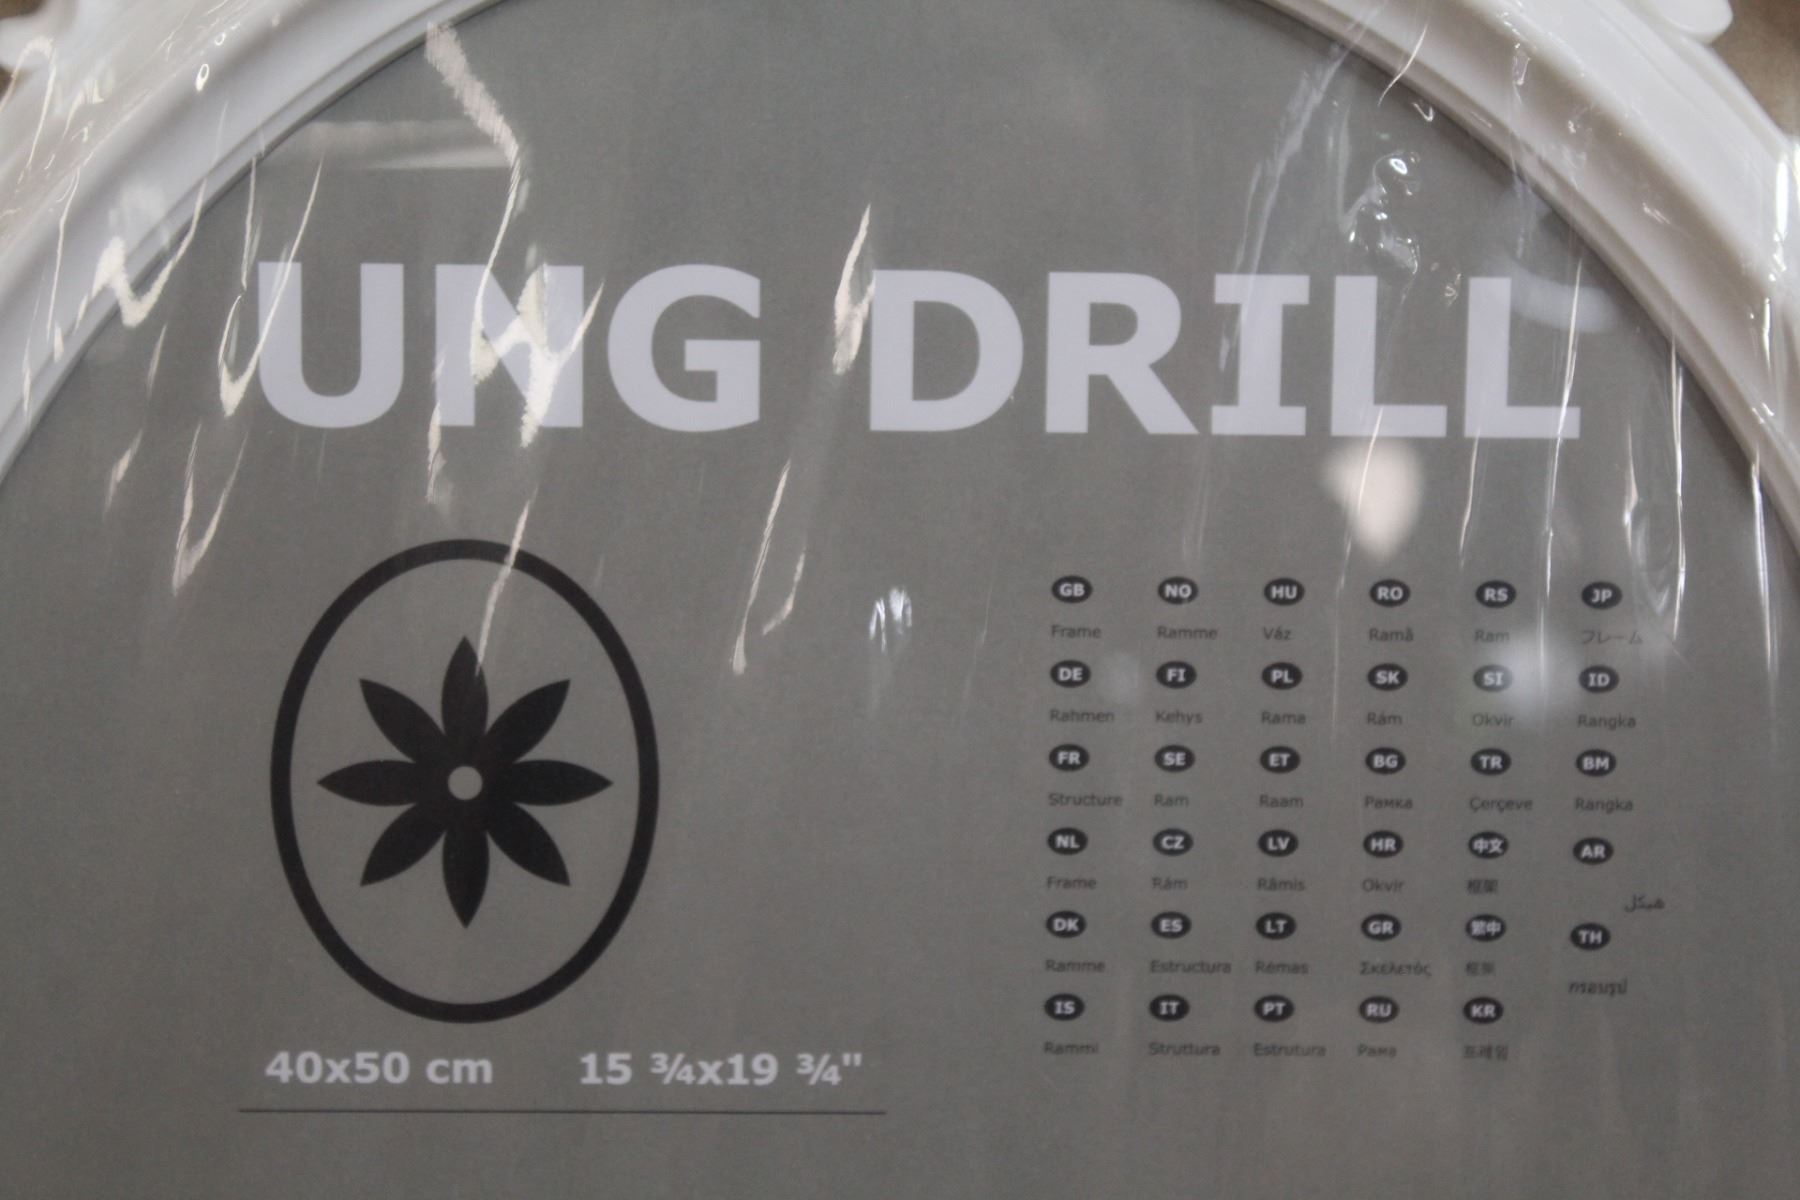 UNG DRILL
GB NO HU RO RS JP
Frame Ramme Váz Ramă Ram フレーム
DE FI PL SK SI ID
Rahmen Kehys Rama Rám Okvir Rangka
FR SE ET BG TR BM
Structure Ram Raam Рамка Çerçeve Rangka
NL CZ LV HR 中文 AR
Frame Rám Rāmis Okvir 框架 هيكل
DK ES LT GR 繁中 TH
Ramme Estructura Rėmas Σκελετός 框架 กรอบรูป
IS IT PT RU KR
Rammi Struttura Estrutura Рама 프레임
40x50 cm 15 ¾x19 ¾"